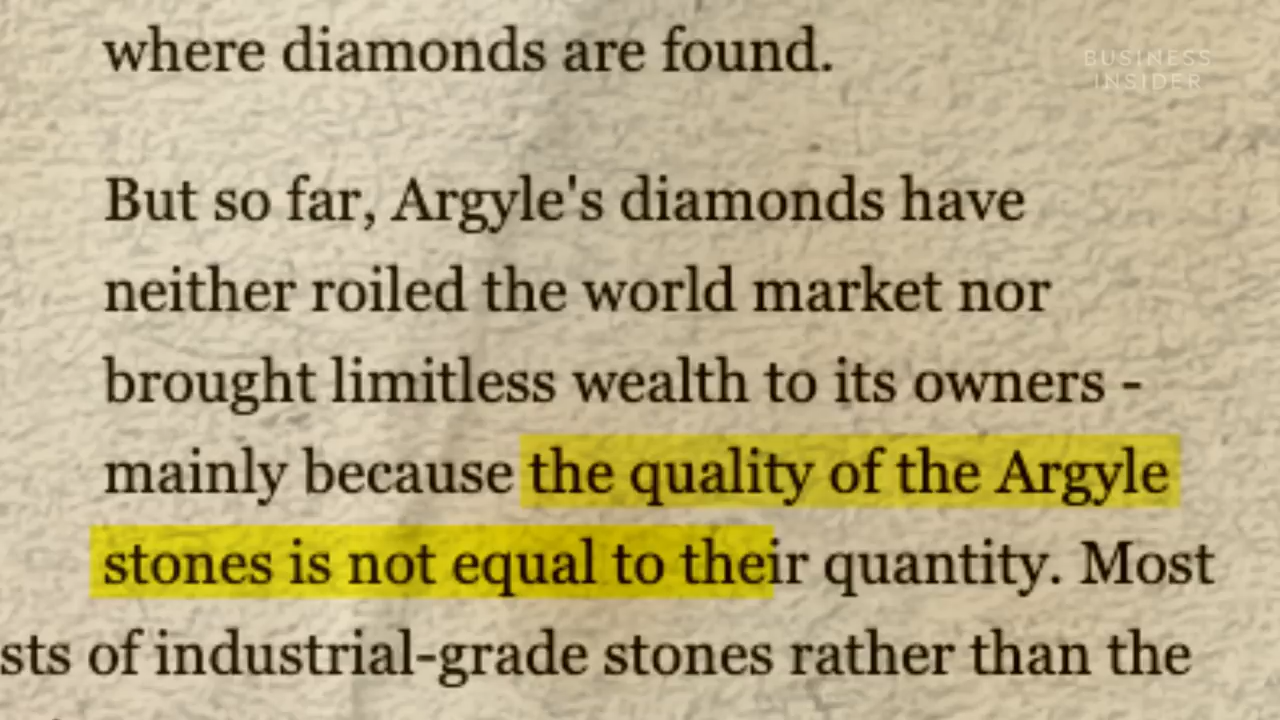 where diamonds are found.
BUSINESS
INSIDER
But so far, Argyle's diamonds have
neither roiled the world market nor
brought limitless wealth to its owners -
mainly because the quality of the Argyle
stones is not equal to their quantity. Most
sts of industrial-grade stones rather than the